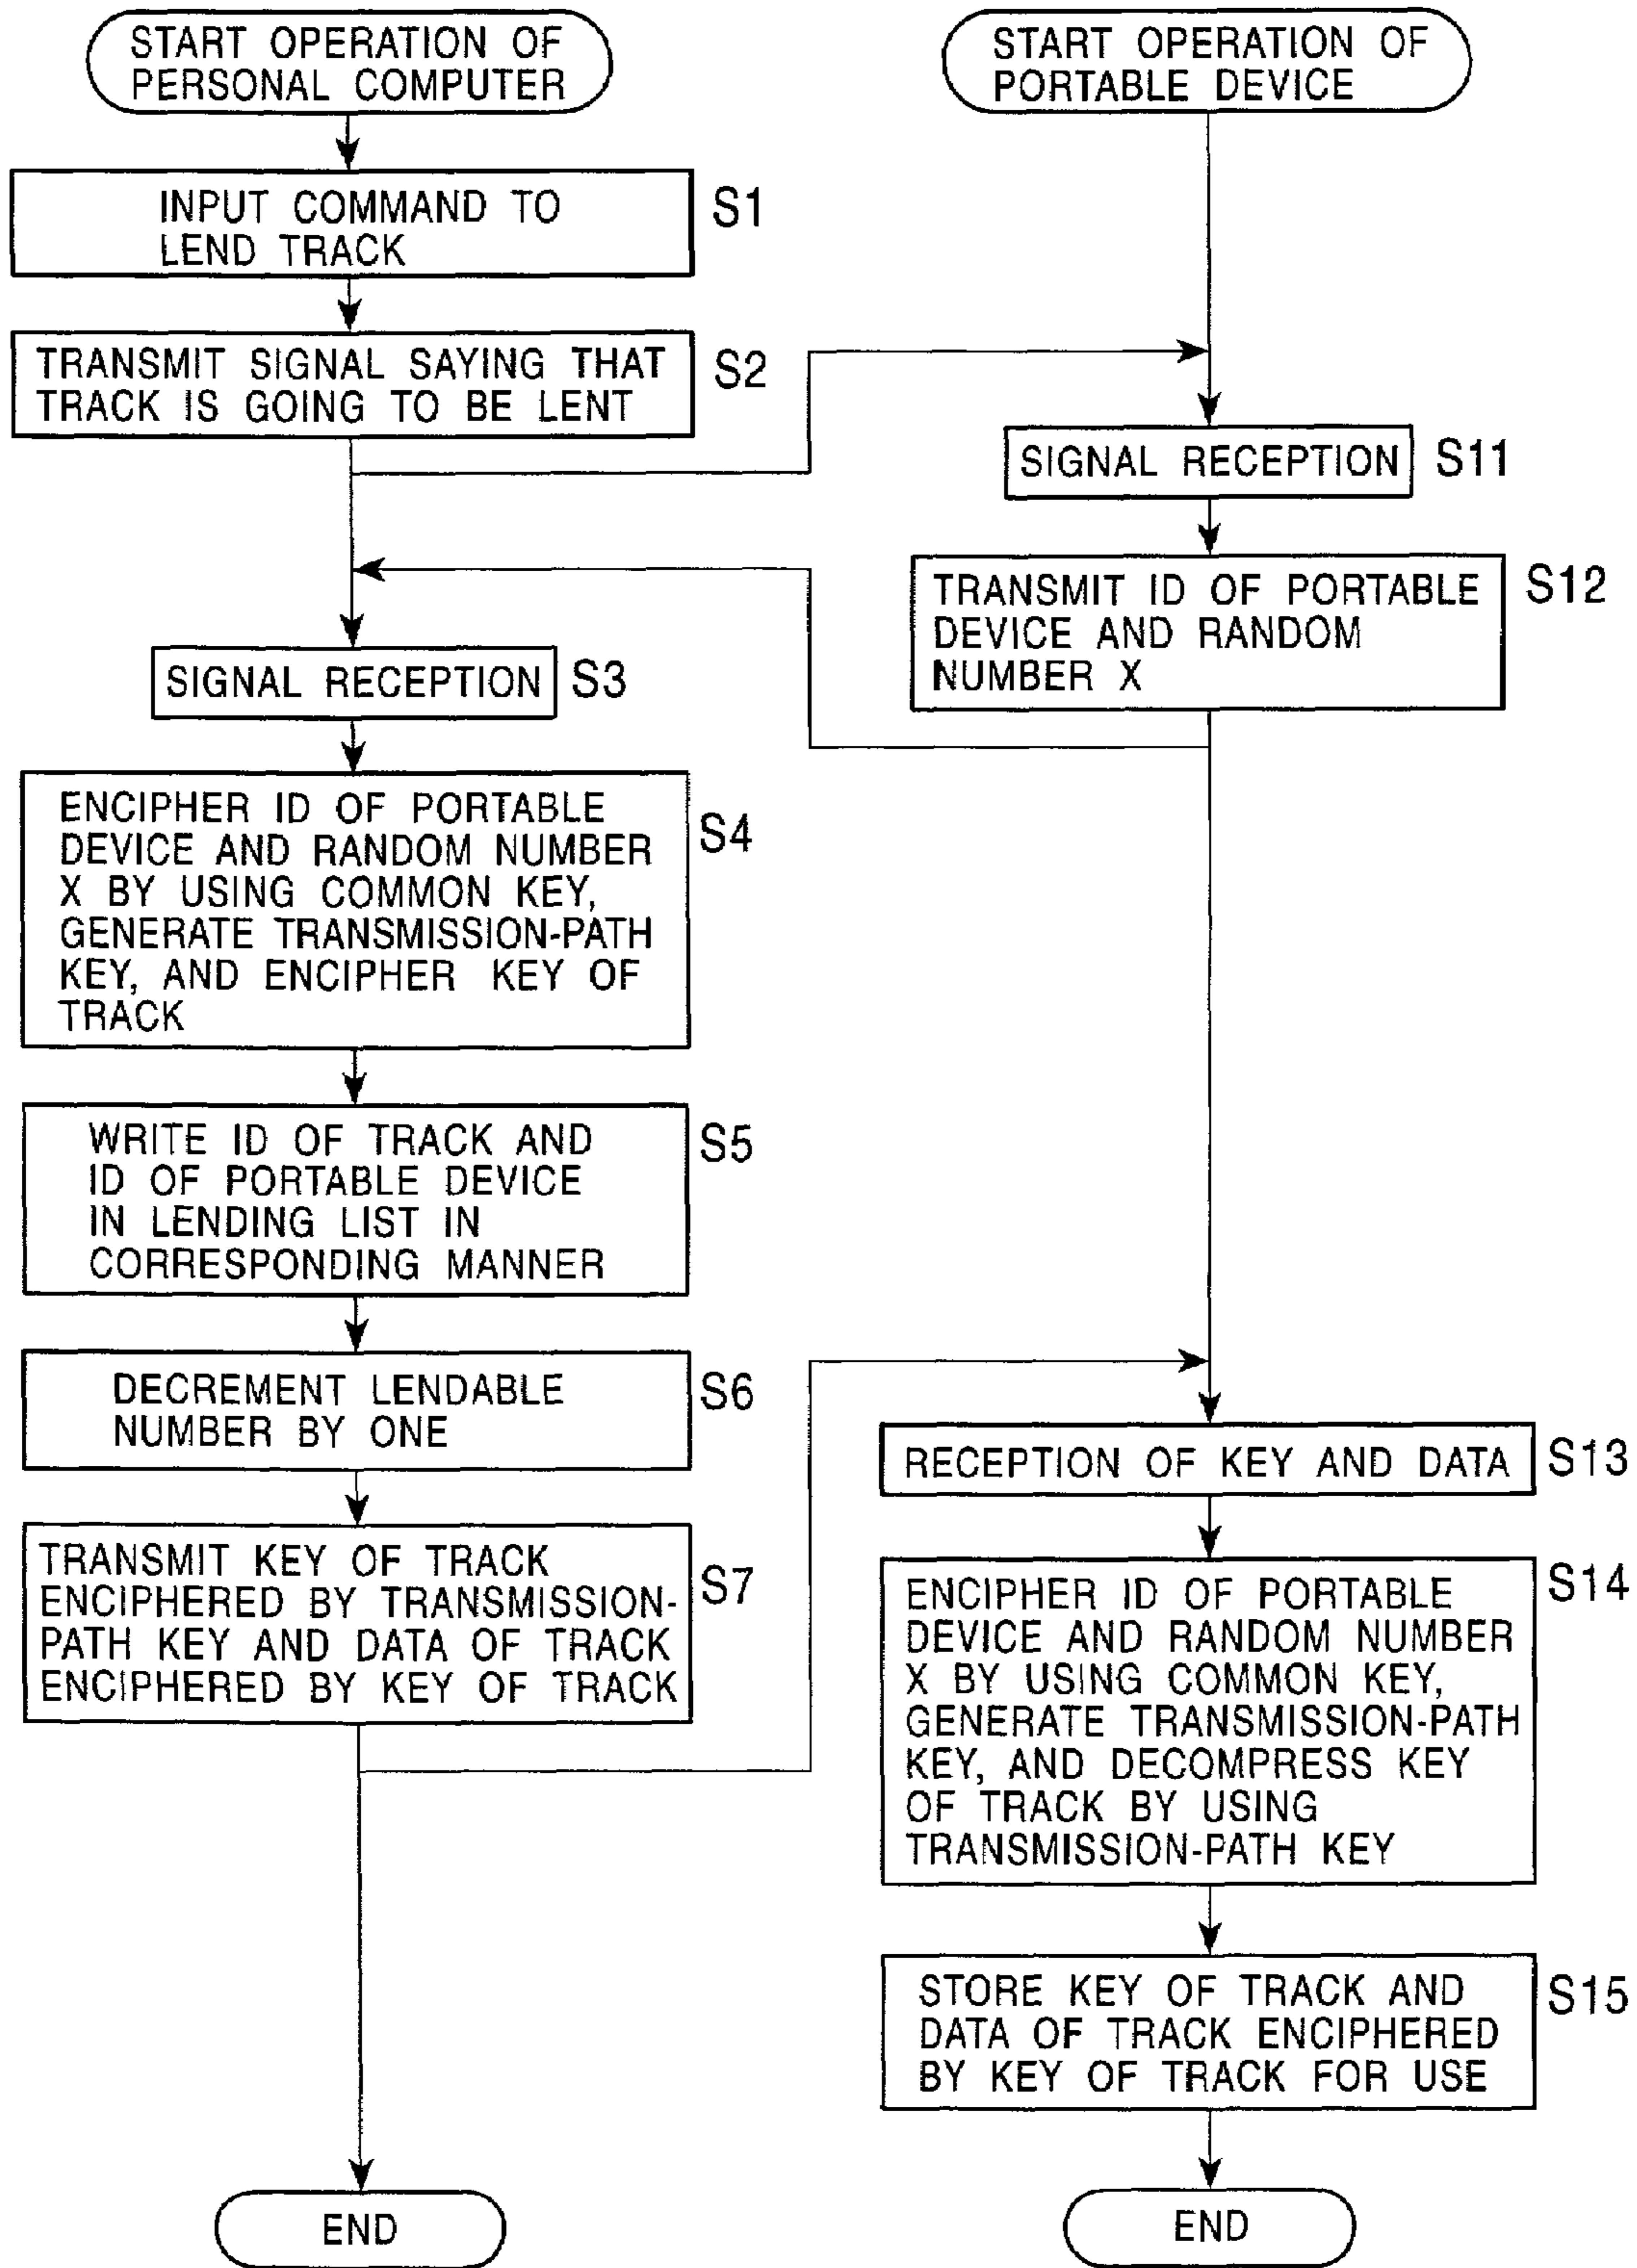 START OPERATION OF
PERSONAL COMPUTER
INPUT COMMAND TO
LEND TRACK
S1
TRANSMIT SIGNAL SAYING THAT
TRACK IS GOING TO BE LENT
S2
SIGNAL RECEPTION
S3
ENCIPHER ID OF PORTABLE
DEVICE AND RANDOM NUMBER
X BY USING COMMON KEY,
GENERATE TRANSMISSION-PATH
KEY, AND ENCIPHER KEY OF
TRACK
S4
WRITE ID OF TRACK AND
ID OF PORTABLE DEVICE
IN LENDING LIST IN
CORRESPONDING MANNER
S5
DECREMENT LENDABLE
NUMBER BY ONE
S6
TRANSMIT KEY OF TRACK
ENCIPHERED BY TRANSMISSION-
PATH KEY AND DATA OF TRACK
ENCIPHERED BY KEY OF TRACK
S7
END
START OPERATION OF
PORTABLE DEVICE
SIGNAL RECEPTION
S11
TRANSMIT ID OF PORTABLE
DEVICE AND RANDOM
NUMBER X
S12
RECEPTION OF KEY AND DATA
S13
ENCIPHER ID OF PORTABLE
DEVICE AND RANDOM NUMBER
X BY USING COMMON KEY,
GENERATE TRANSMISSION-PATH
KEY, AND DECOMPRESS KEY
OF TRACK BY USING
TRANSMISSION-PATH KEY
S14
STORE KEY OF TRACK AND
DATA OF TRACK ENCIPHERED
BY KEY OF TRACK FOR USE
S15
END